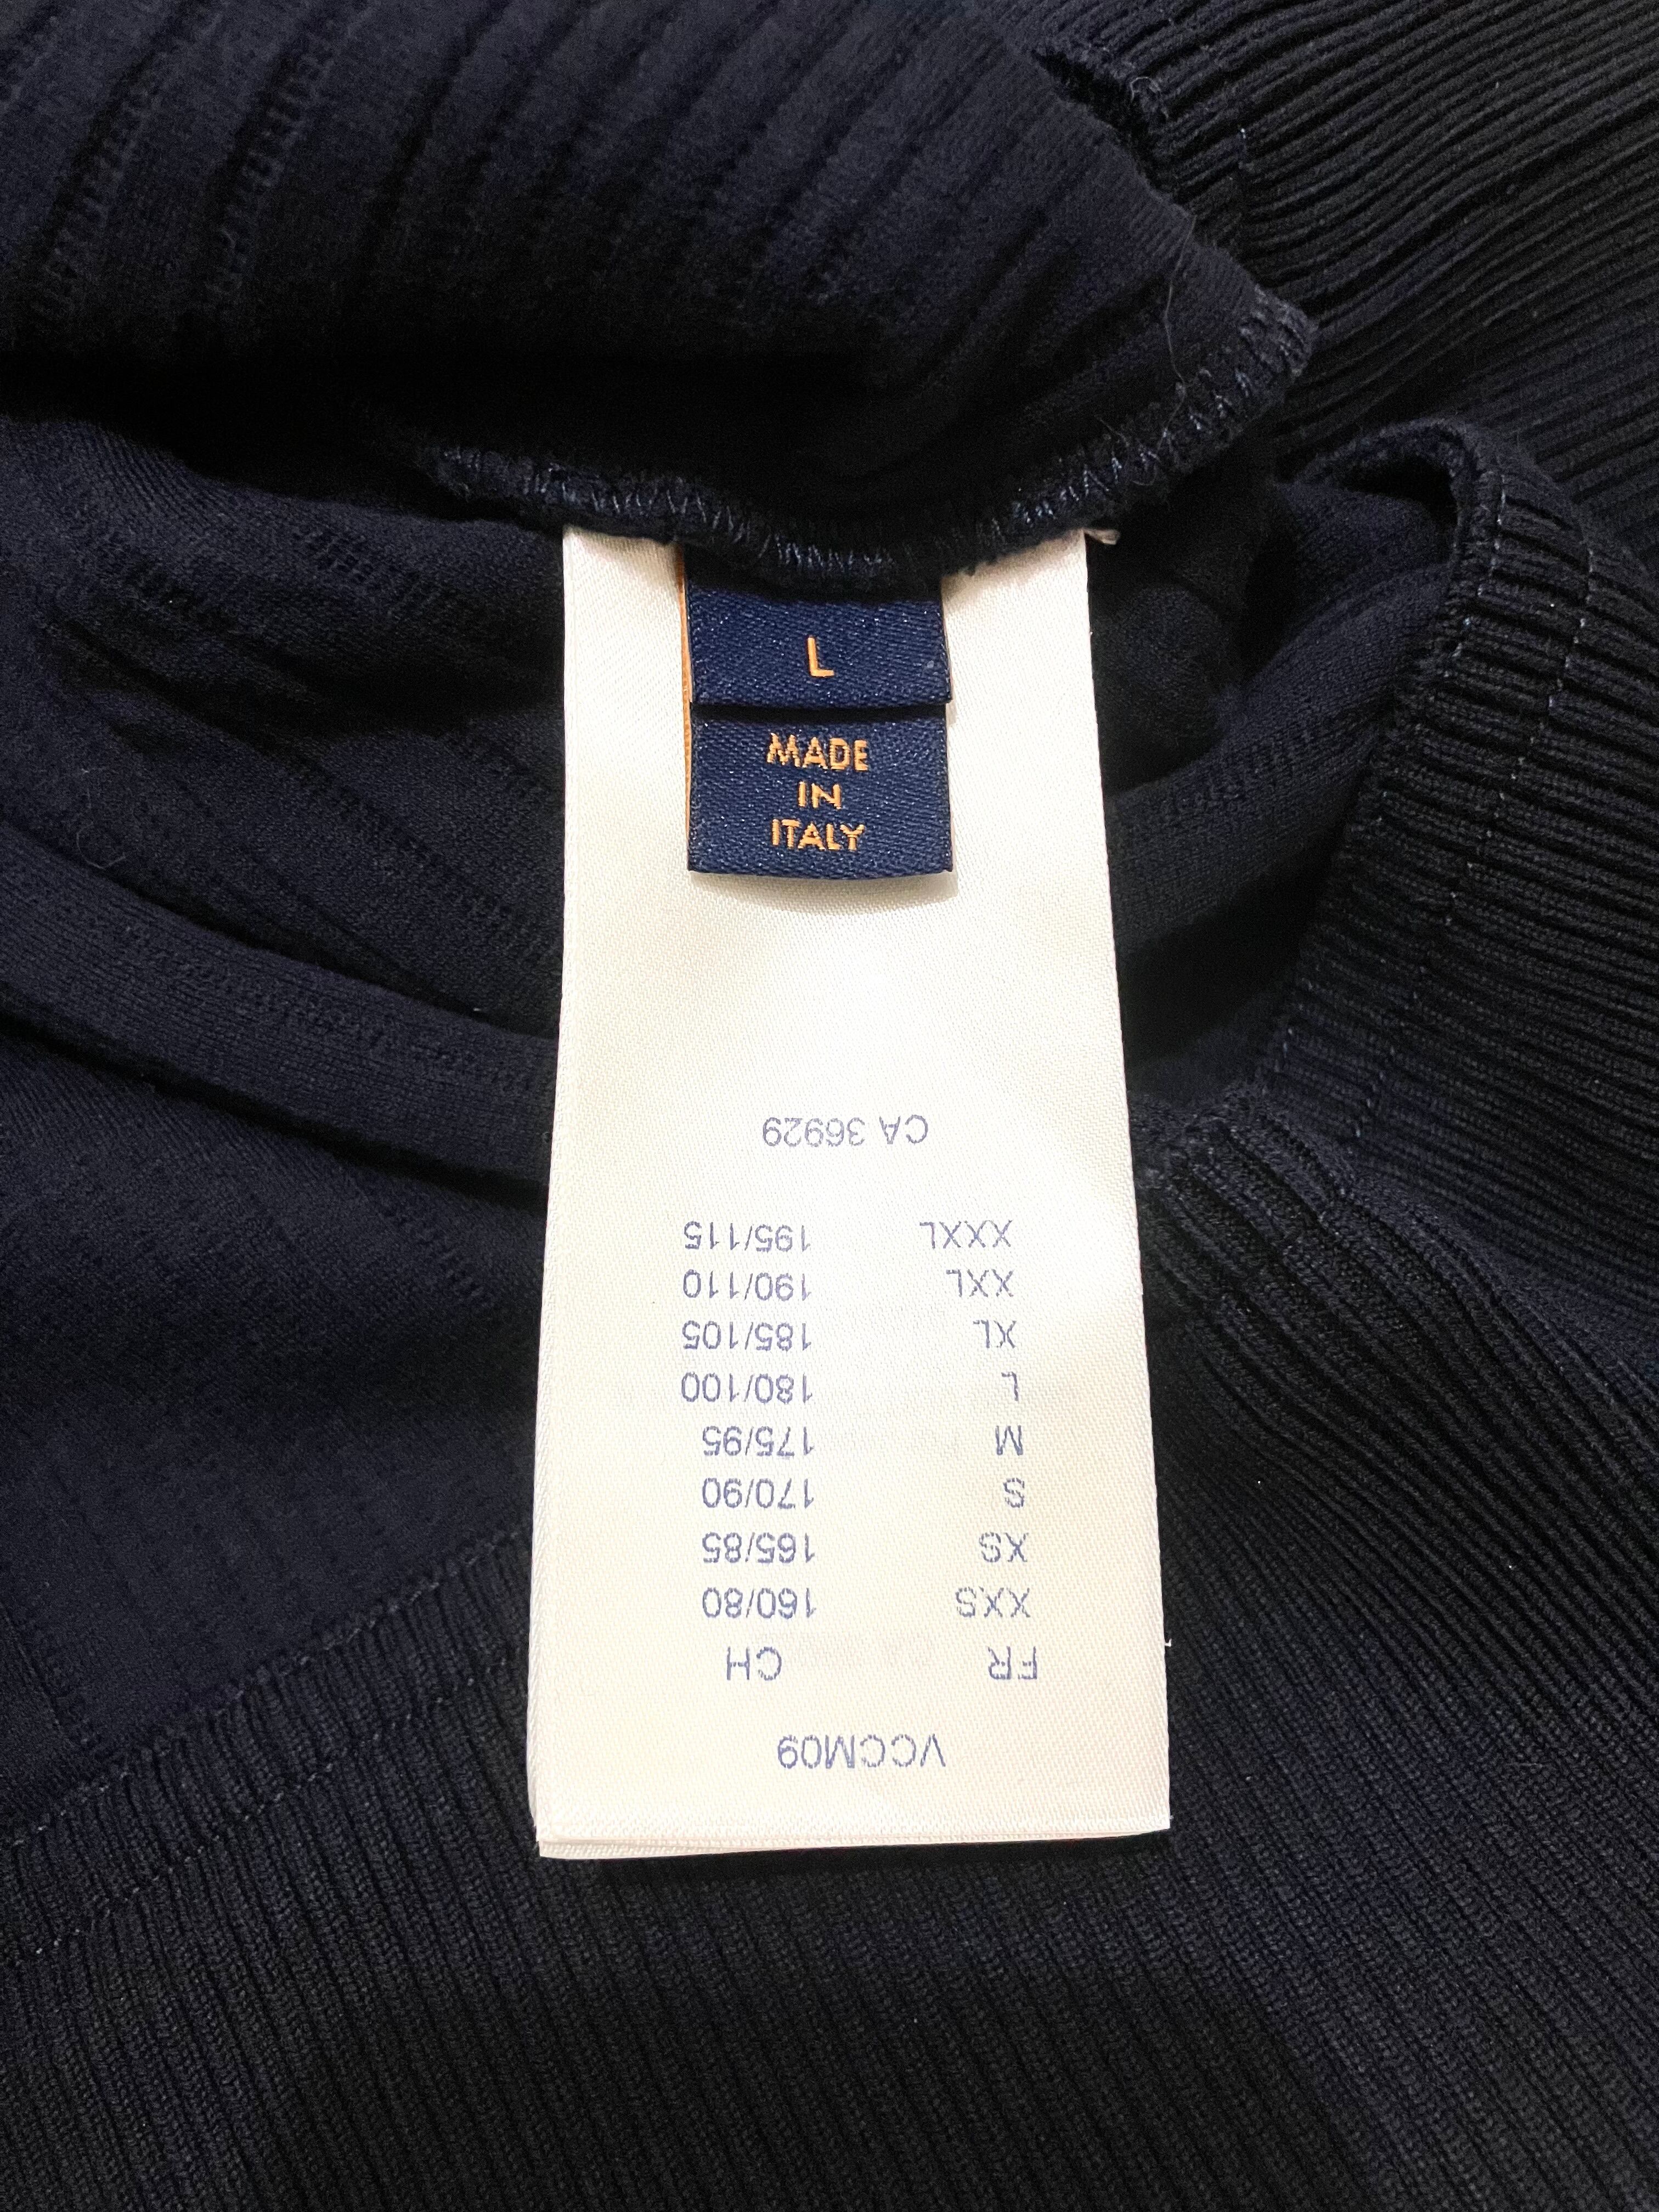 L
MADE
IN
ITALY
VCCM09
FR CH
XXS 160/80
XS 165/85
S 170/90
M 175/95
L 180/100
XL 185/105
XXL 190/110
XXXL 195/115
CA 36929